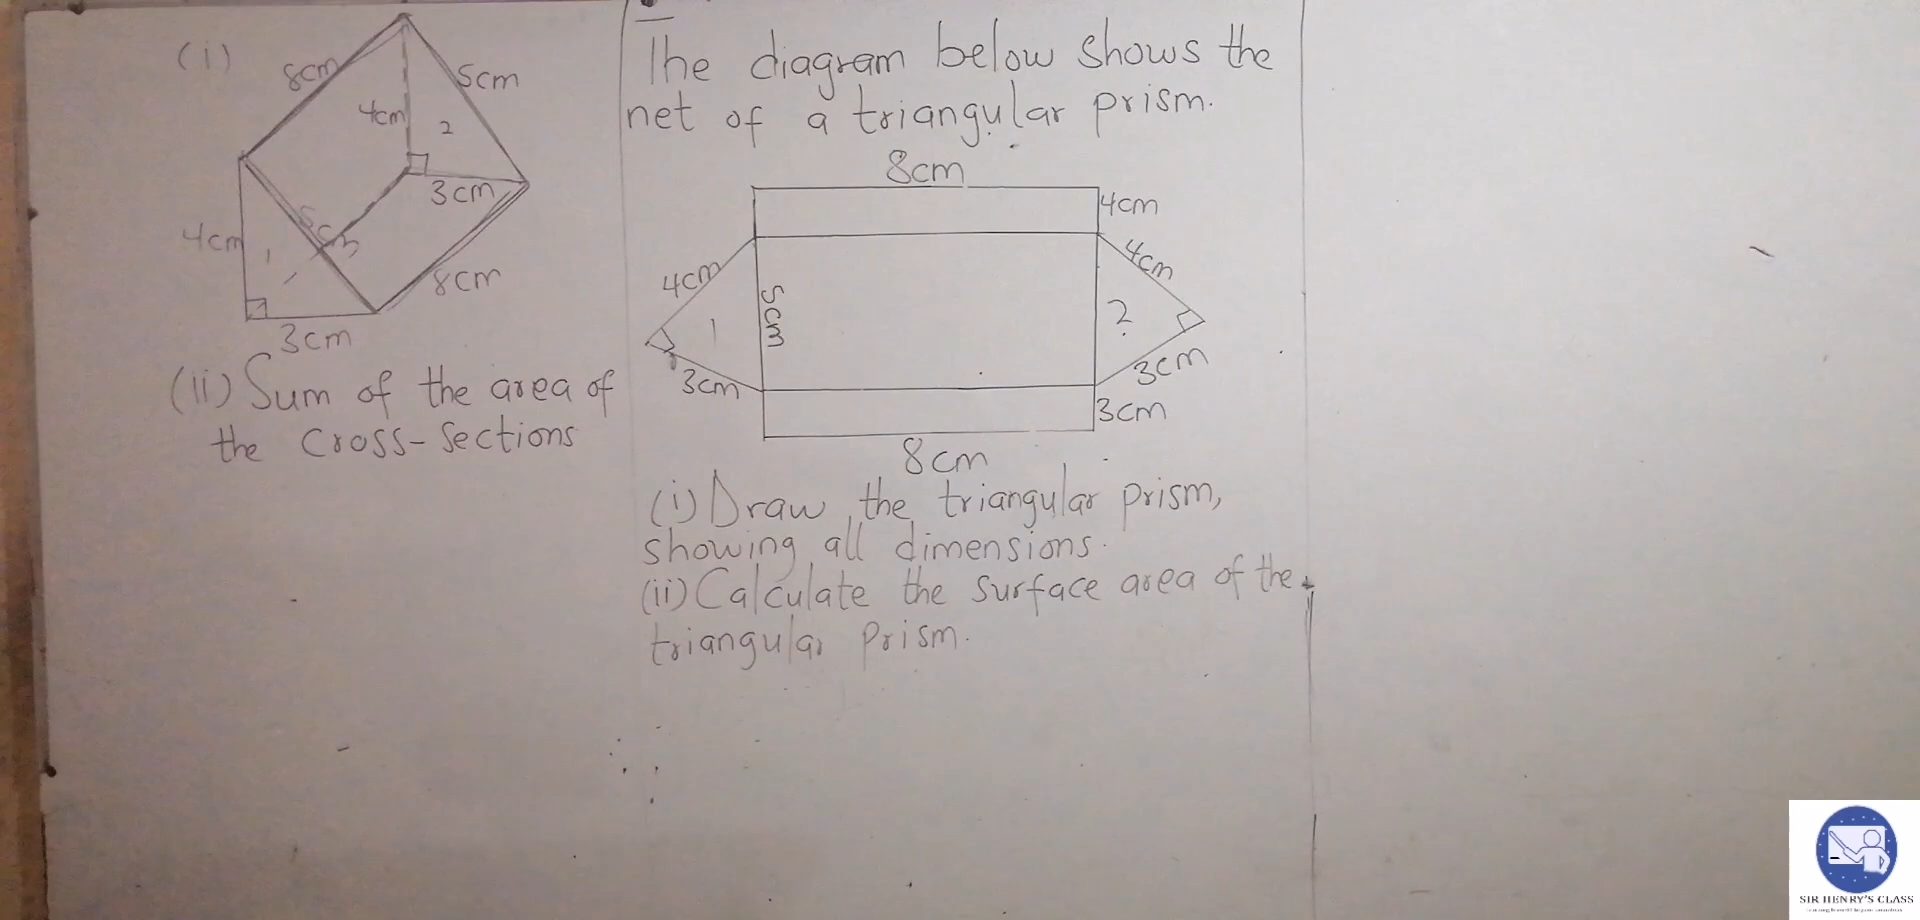 (i)
8cm
5cm
4cm
2
3cm
5cm
4cm
1
8cm
3cm
(ii) Sum of the area of
the cross-sections
The diagram below shows the
net of a triangular prism.
8cm
4cm
4cm
4cm
5cm
1
2
3cm
3cm
3cm
8cm
(i) Draw the triangular prism,
showing all dimensions.
(ii) Calculate the surface area of the
triangular prism.
SIR HENRY'S CLASS